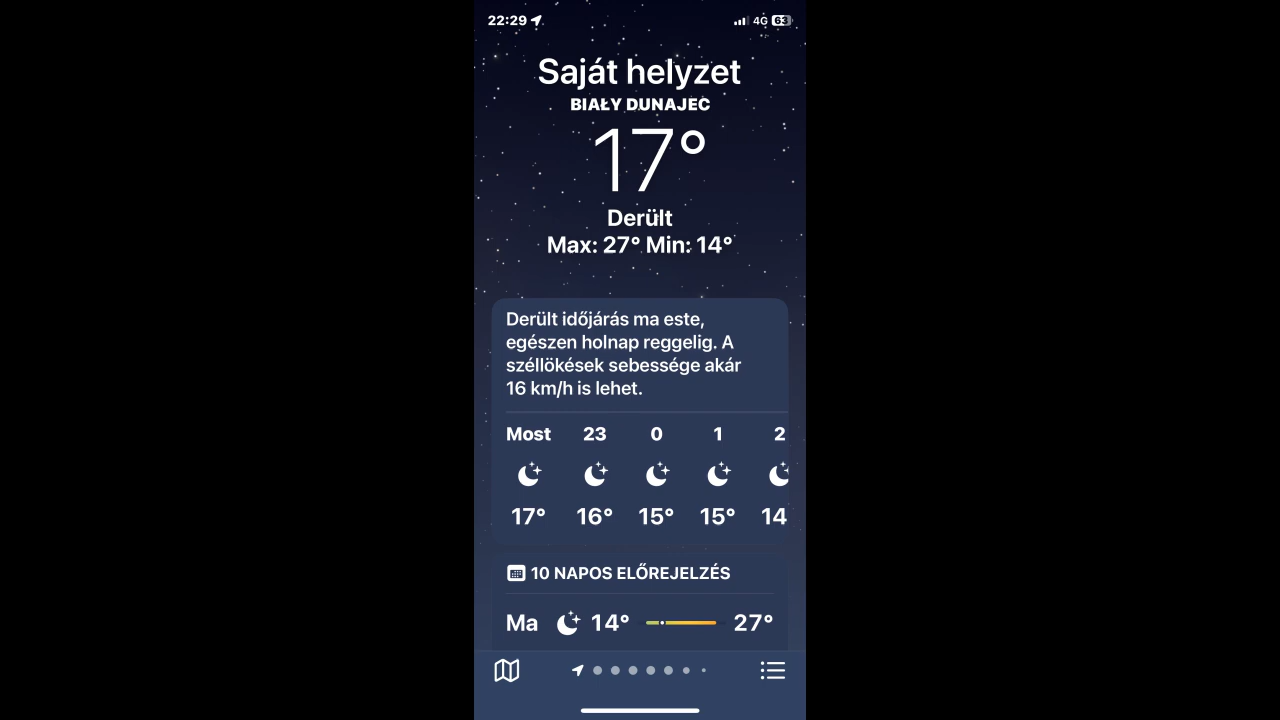 22:29 4G 63
Saját helyzet
BIAŁY DUNAJEC
17°
Derült
Max: 27° Min: 14°
Derült időjárás ma este,
egészen holnap reggelig. A
széllökések sebessége akár
16 km/h is lehet.
Most 23 0 1 2
17° 16° 15° 15° 14
10 NAPOS ELŐREJELZÉS
Ma 14° 27°